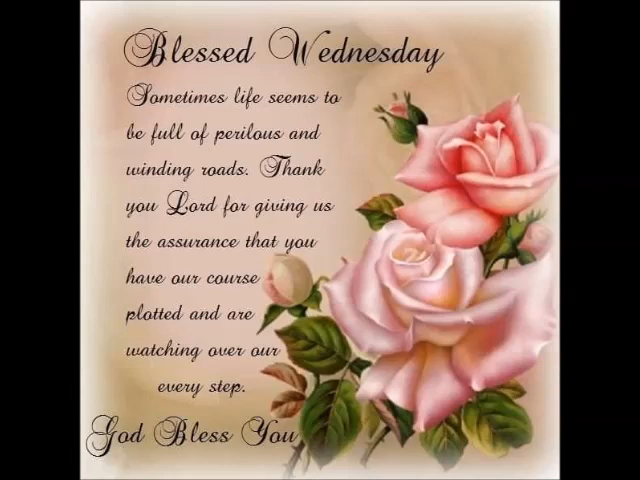 Blessed Wednesday
Sometimes life seems to
be full of perilous and
winding roads. Thank
you Lord for giving us
the assurance that you
have our course
plotted and are
watching over our
every step.
God Bless You